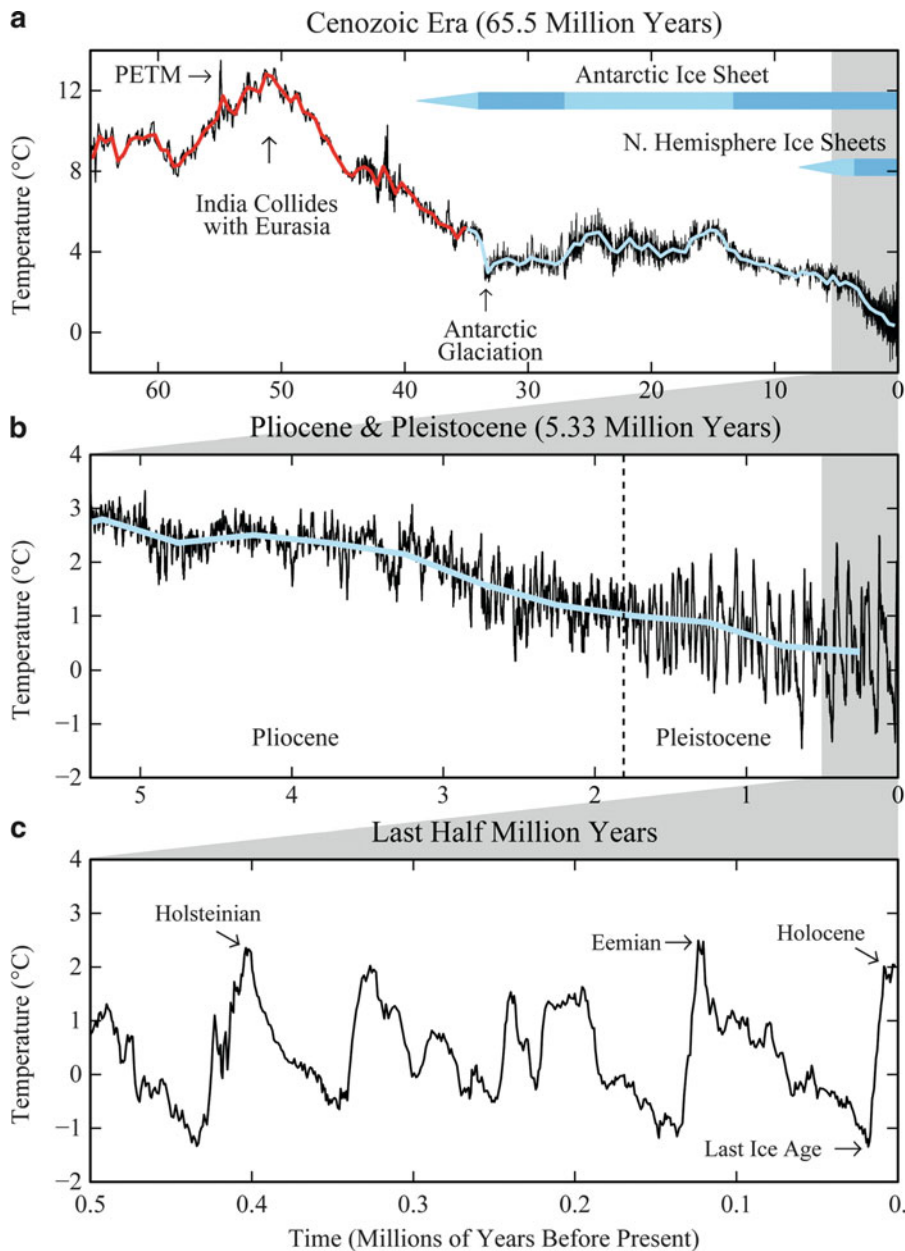 a
Cenozoic Era (65.5 Million Years)
PETM
Antarctic Ice Sheet
N. Hemisphere Ice Sheets
India Collides
with Eurasia
Antarctic
Glaciation
Temperature (°C)
12
8
4
0
60
50
40
30
20
10
0
b
Pliocene & Pleistocene (5.33 Million Years)
Temperature (°C)
4
3
2
1
0
−1
−2
Pliocene
Pleistocene
5
4
3
2
1
0
c
Last Half Million Years
Temperature (°C)
4
3
2
1
0
−1
−2
Holsteinian
Eemian
Holocene
Last Ice Age
0.5
0.4
0.3
0.2
0.1
0.
Time (Millions of Years Before Present)